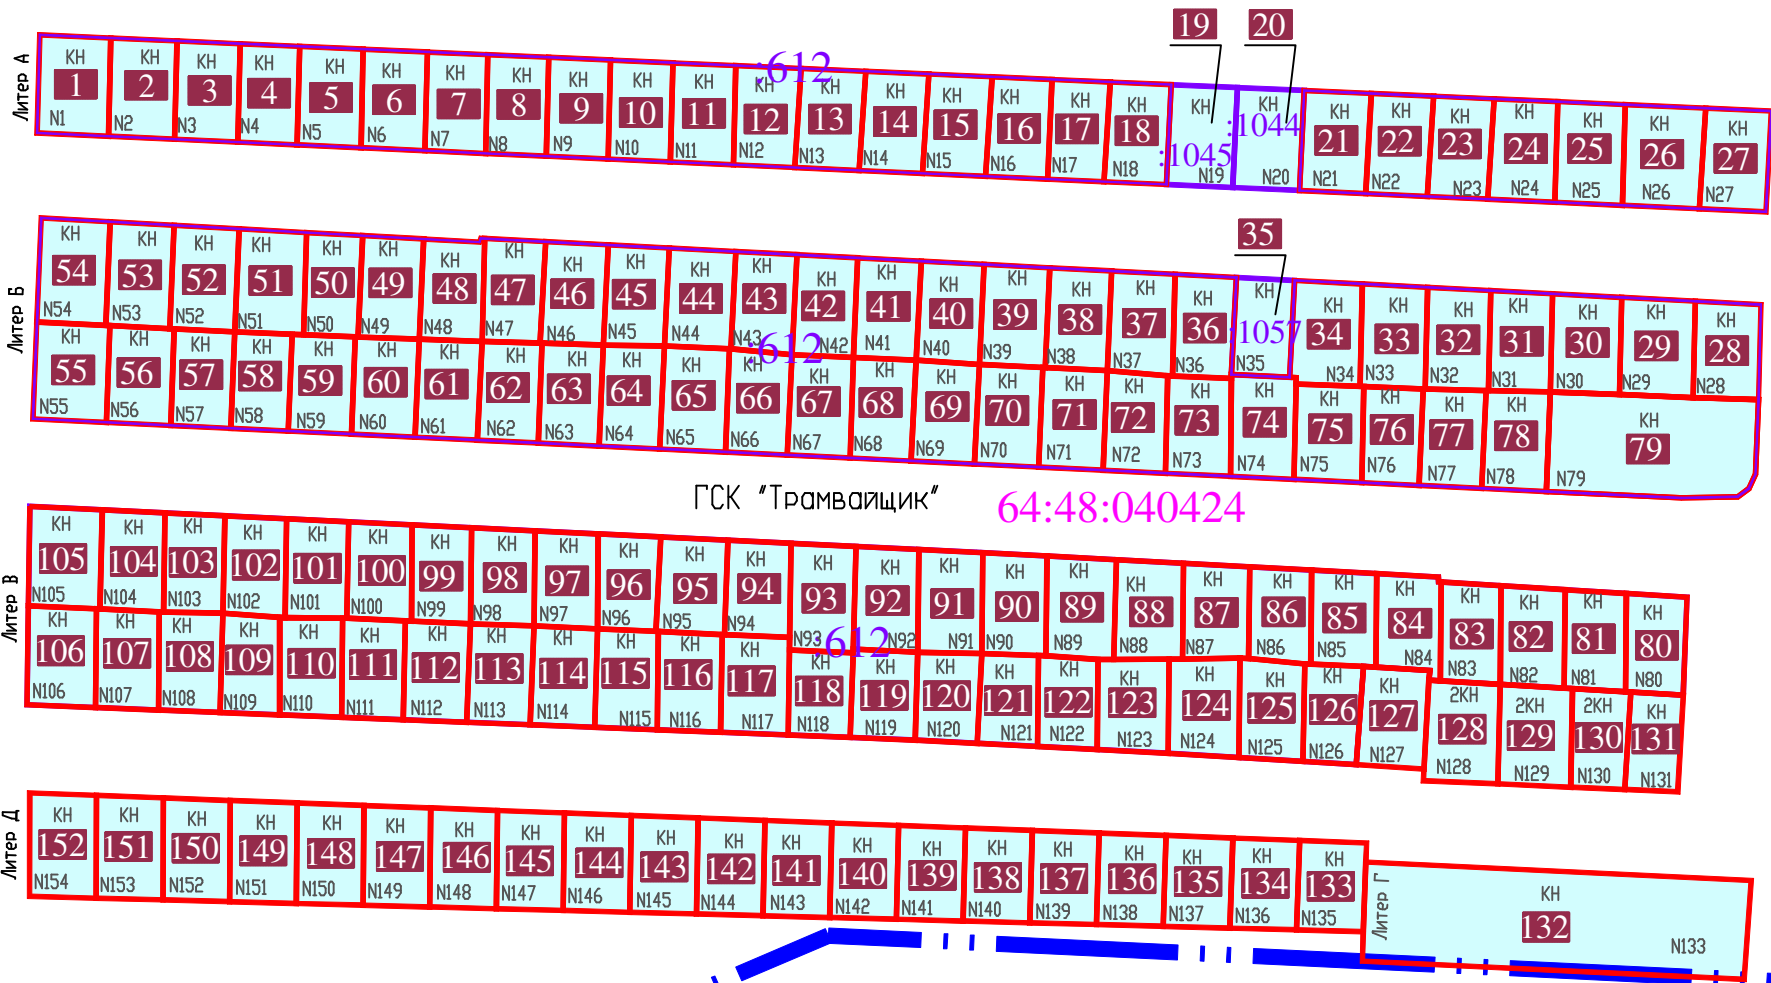 19 20
Литер А
КН КН КН КН КН КН КН КН КН КН КН КН КН КН КН КН КН КН КН КН КН КН КН КН КН КН КН
:612
1 2 3 4 5 6 7 8 9 10 11 12 13 14 15 16 17 18 :1045 :1044 21 22 23 24 25 26 27
N1 N2 N3 N4 N5 N6 N7 N8 N9 N10 N11 N12 N13 N14 N15 N16 N17 N18 N19 N20 N21 N22 N23 N24 N25 N26 N27
35
Литер Б
КН КН КН КН КН КН КН КН КН КН КН КН КН КН КН КН КН КН КН КН КН КН КН КН КН КН КН
54 53 52 51 50 49 48 47 46 45 44 43 42 41 40 39 38 37 36 :1057 34 33 32 31 30 29 28
N54 N53 N52 N51 N50 N49 N48 N47 N46 N45 N44 N43 N42 N41 N40 N39 N38 N37 N36 N35 N34 N33 N32 N31 N30 N29 N28
:612
КН КН КН КН КН КН КН КН КН КН КН КН КН КН КН КН КН КН КН КН КН КН КН КН КН
55 56 57 58 59 60 61 62 63 64 65 66 67 68 69 70 71 72 73 74 75 76 77 78 79
N55 N56 N57 N58 N59 N60 N61 N62 N63 N64 N65 N66 N67 N68 N69 N70 N71 N72 N73 N74 N75 N76 N77 N78 N79
ГСК "Трамвайщик" 64:48:040424
Литер В
КН КН КН КН КН КН КН КН КН КН КН КН КН КН КН КН КН КН КН КН КН КН КН КН КН КН
105 104 103 102 101 100 99 98 97 96 95 94 93 92 91 90 89 88 87 86 85 84 83 82 81 80
N105 N104 N103 N102 N101 N100 N99 N98 N97 N96 N95 N94 N93 N92 N91 N90 N89 N88 N87 N86 N85 N84 N83 N82 N81 N80
:612
КН КН КН КН КН КН КН КН КН КН КН КН КН КН КН КН КН КН КН КН КН КН 2КН 2КН 2КН КН
106 107 108 109 110 111 112 113 114 115 116 117 118 119 120 121 122 123 124 125 126 127 128 129 130 131
N106 N107 N108 N109 N110 N111 N112 N113 N114 N115 N116 N117 N118 N119 N120 N121 N122 N123 N124 N125 N126 N127 N128 N129 N130 N131
Литер Д
КН КН КН КН КН КН КН КН КН КН КН КН КН КН КН КН КН КН КН КН
152 151 150 149 148 147 146 145 144 143 142 141 140 139 138 137 136 135 134 133
N154 N153 N152 N151 N150 N149 N148 N147 N146 N145 N144 N143 N142 N141 N140 N139 N138 N137 N136 N135
Литер Г
КН
132
N133